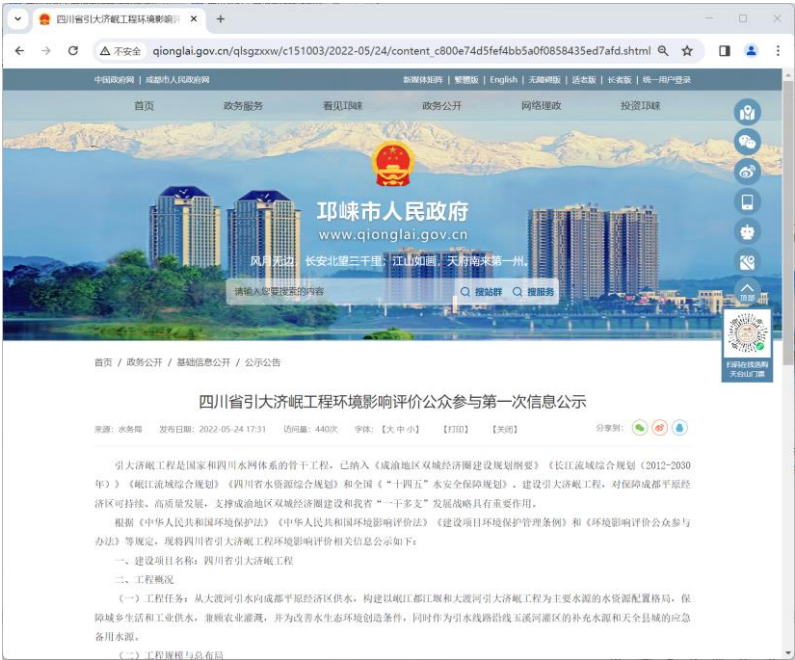 四川省引大济岷工程环境影响评
不安全 qionglai.gov.cn/qlsgzxxw/c151003/2022-05/24/content_c800e74d5fef4bb5a0f0858435ed7afd.shtml
中国政府网 | 成都市人民政府网 新媒体矩阵 | 繁體版 | English | 无障碍版 | 适老版 | 长者版 | 统一用户登录
首页 政务服务 看见邛崃 政务公开 网络理政 投资邛崃
邛崃市人民政府
www.qionglai.gov.cn
风月无边，长安北望三千里；江山如画，天府南来第一州。
请输入您要搜索的内容 搜站群 搜服务
顶部
扫码在线选购
天台山门票
首页 / 政务公开 / 基础信息公开 / 公示公告
四川省引大济岷工程环境影响评价公众参与第一次信息公示
来源：水务局 发布日期：2022-05-24 17:31 访问量：440次 字体：【大 中 小】 【打印】 【关闭】 分享到：
引大济岷工程是国家和四川水网体系的骨干工程，已纳入《成渝地区双城经济圈建设规划纲要》《长江流域综合规划（2012-2030
年）》《岷江流域综合规划》《四川省水资源综合规划》和全国《“十四五”水安全保障规划》。建设引大济岷工程，对保障成都平原经
济区可持续、高质量发展，支撑成渝地区双城经济圈建设和我省“一干多支”发展战略具有重要作用。
根据《中华人民共和国环境保护法》《中华人民共和国环境影响评价法》《建设项目环境保护管理条例》和《环境影响评价公众参与
办法》等规定，现将四川省引大济岷工程环境影响评价相关信息公示如下：
一、建设项目名称：四川省引大济岷工程
二、工程概况
（一）工程任务：从大渡河引水向成都平原经济区供水，构建以岷江都江堰和大渡河引大济岷工程为主要水源的水资源配置格局，保
障城乡生活和工业供水，兼顾农业灌溉，并为改善水生态环境创造条件，同时作为引水线路沿线玉溪河灌区的补充水源和天全县城的应急
备用水源。
（二）工程规模与总布局